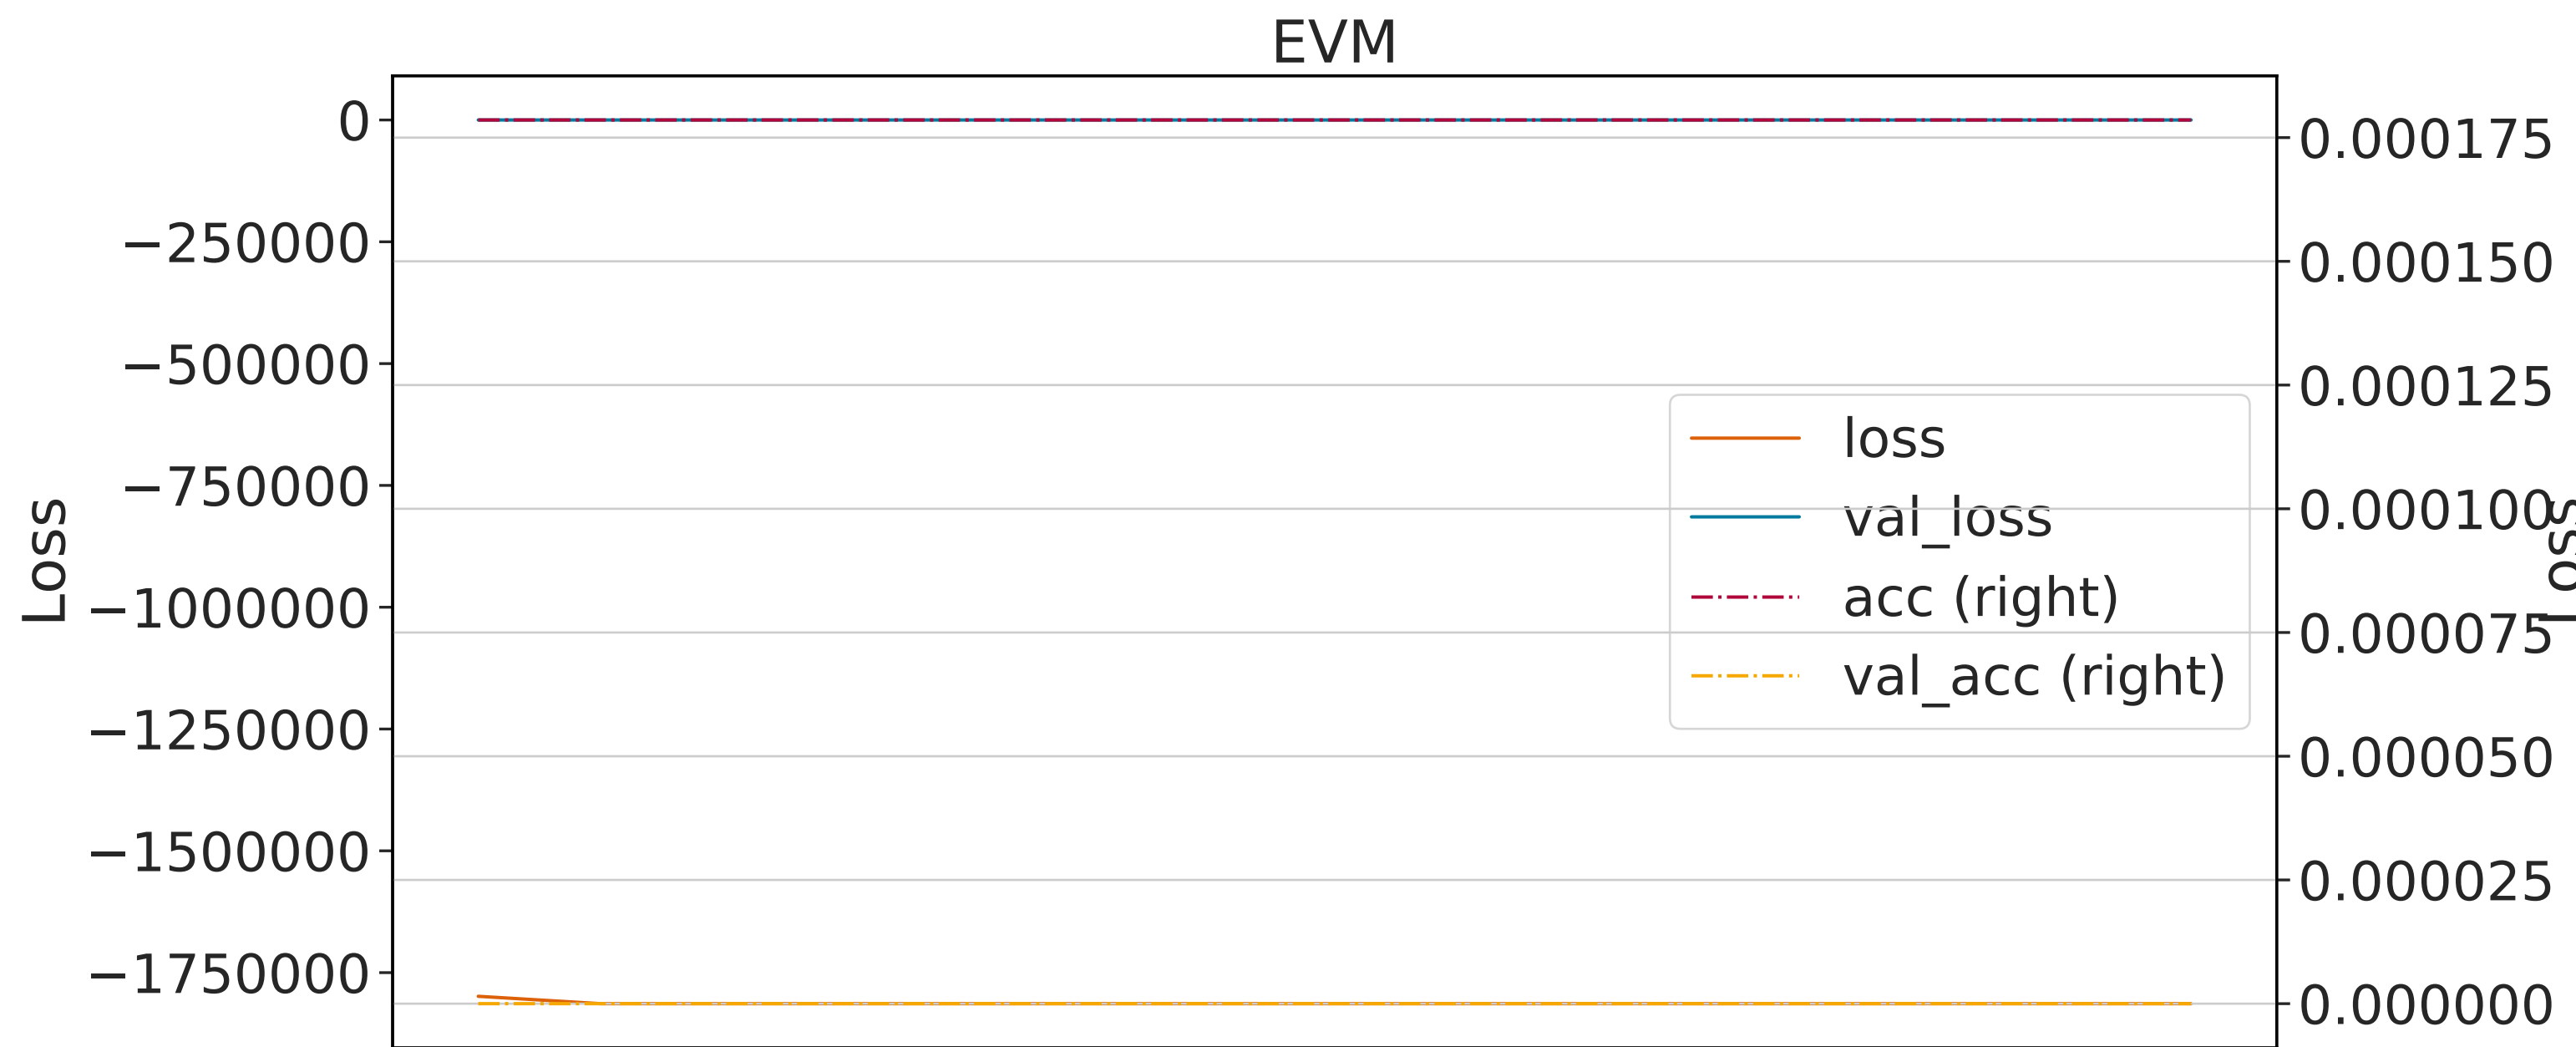 EVM
0
−250000
−500000
−750000
−1000000
−1250000
−1500000
−1750000
Loss
loss
val_loss
acc (right)
val_acc (right)
0.000175
0.000150
0.000125
0.000100
0.000075
0.000050
0.000025
0.000000
Loss